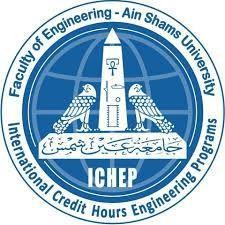 Faculty of Engineering - Ain Shams University
جامعة عين شمس
ICHEP
International Credit Hours Engineering Programs